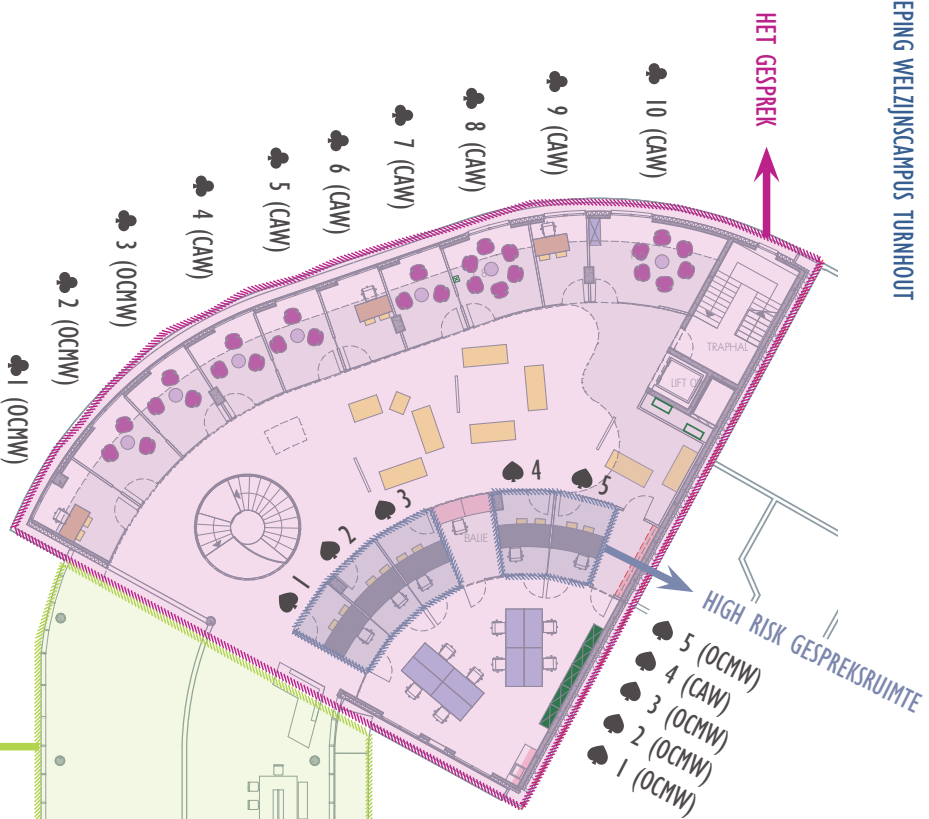 EPING WELZIJNSCAMPUS TURNHOUT
HET GESPREK
♣ 10 (CAW)
♣ 9 (CAW)
♣ 8 (CAW)
♣ 7 (CAW)
♣ 6 (CAW)
♣ 5 (CAW)
♣ 4 (CAW)
♣ 3 (OCMW)
♣ 2 (OCMW)
♣ 1 (OCMW)
TRAPHAL
LIFT O
♠ 1
♠ 2
♠ 3
♠ 4
♠ 5
BALIE
HIGH RISK GESPREKSRUIMTE
♠ 5 (OCMW)
♠ 4 (CAW)
♠ 3 (OCMW)
♠ 2 (OCMW)
♠ 1 (OCMW)